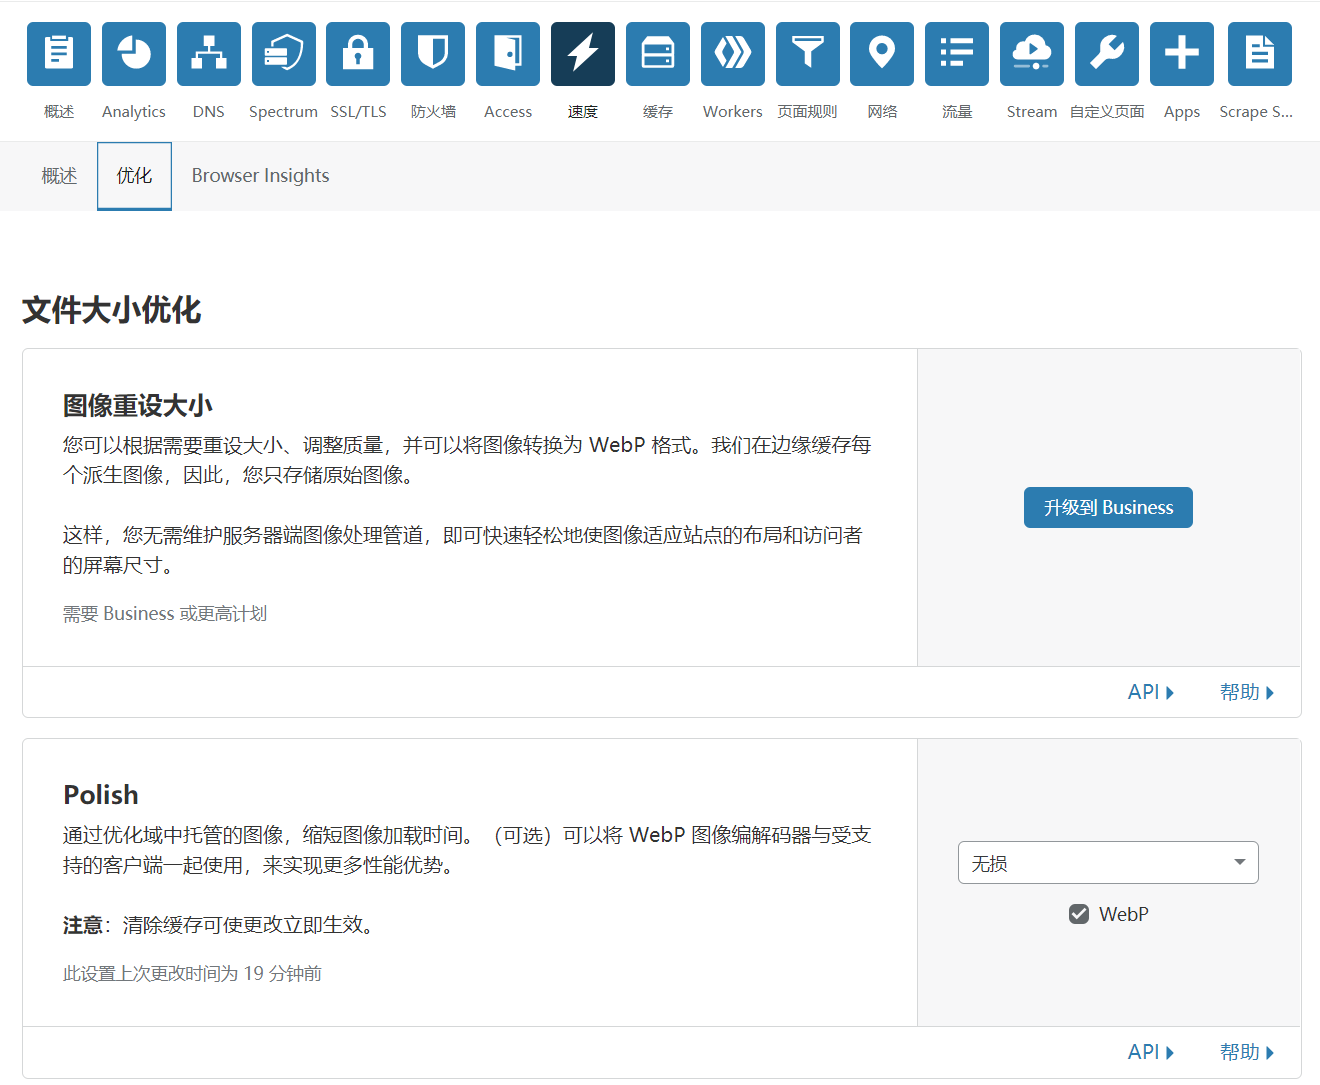 概述 Analytics DNS Spectrum SSL/TLS 防火墙 Access 速度 缓存 Workers 页面规则 网络 流量 Stream 自定义页面 Apps Scrape S...
概述 优化 Browser Insights
文件大小优化
图像重设大小
您可以根据需要重设大小、调整质量，并可以将图像转换为 WebP 格式。我们在边缘缓存每
个派生图像，因此，您只存储原始图像。
这样，您无需维护服务器端图像处理管道，即可快速轻松地使图像适应站点的布局和访问者
的屏幕尺寸。
需要 Business 或更高计划
升级到 Business
API 帮助
Polish
通过优化域中托管的图像，缩短图像加载时间。（可选）可以将 WebP 图像编解码器与受支
持的客户端一起使用，来实现更多性能优势。
注意：清除缓存可使更改立即生效。
此设置上次更改时间为 19 分钟前
无损
WebP
API 帮助